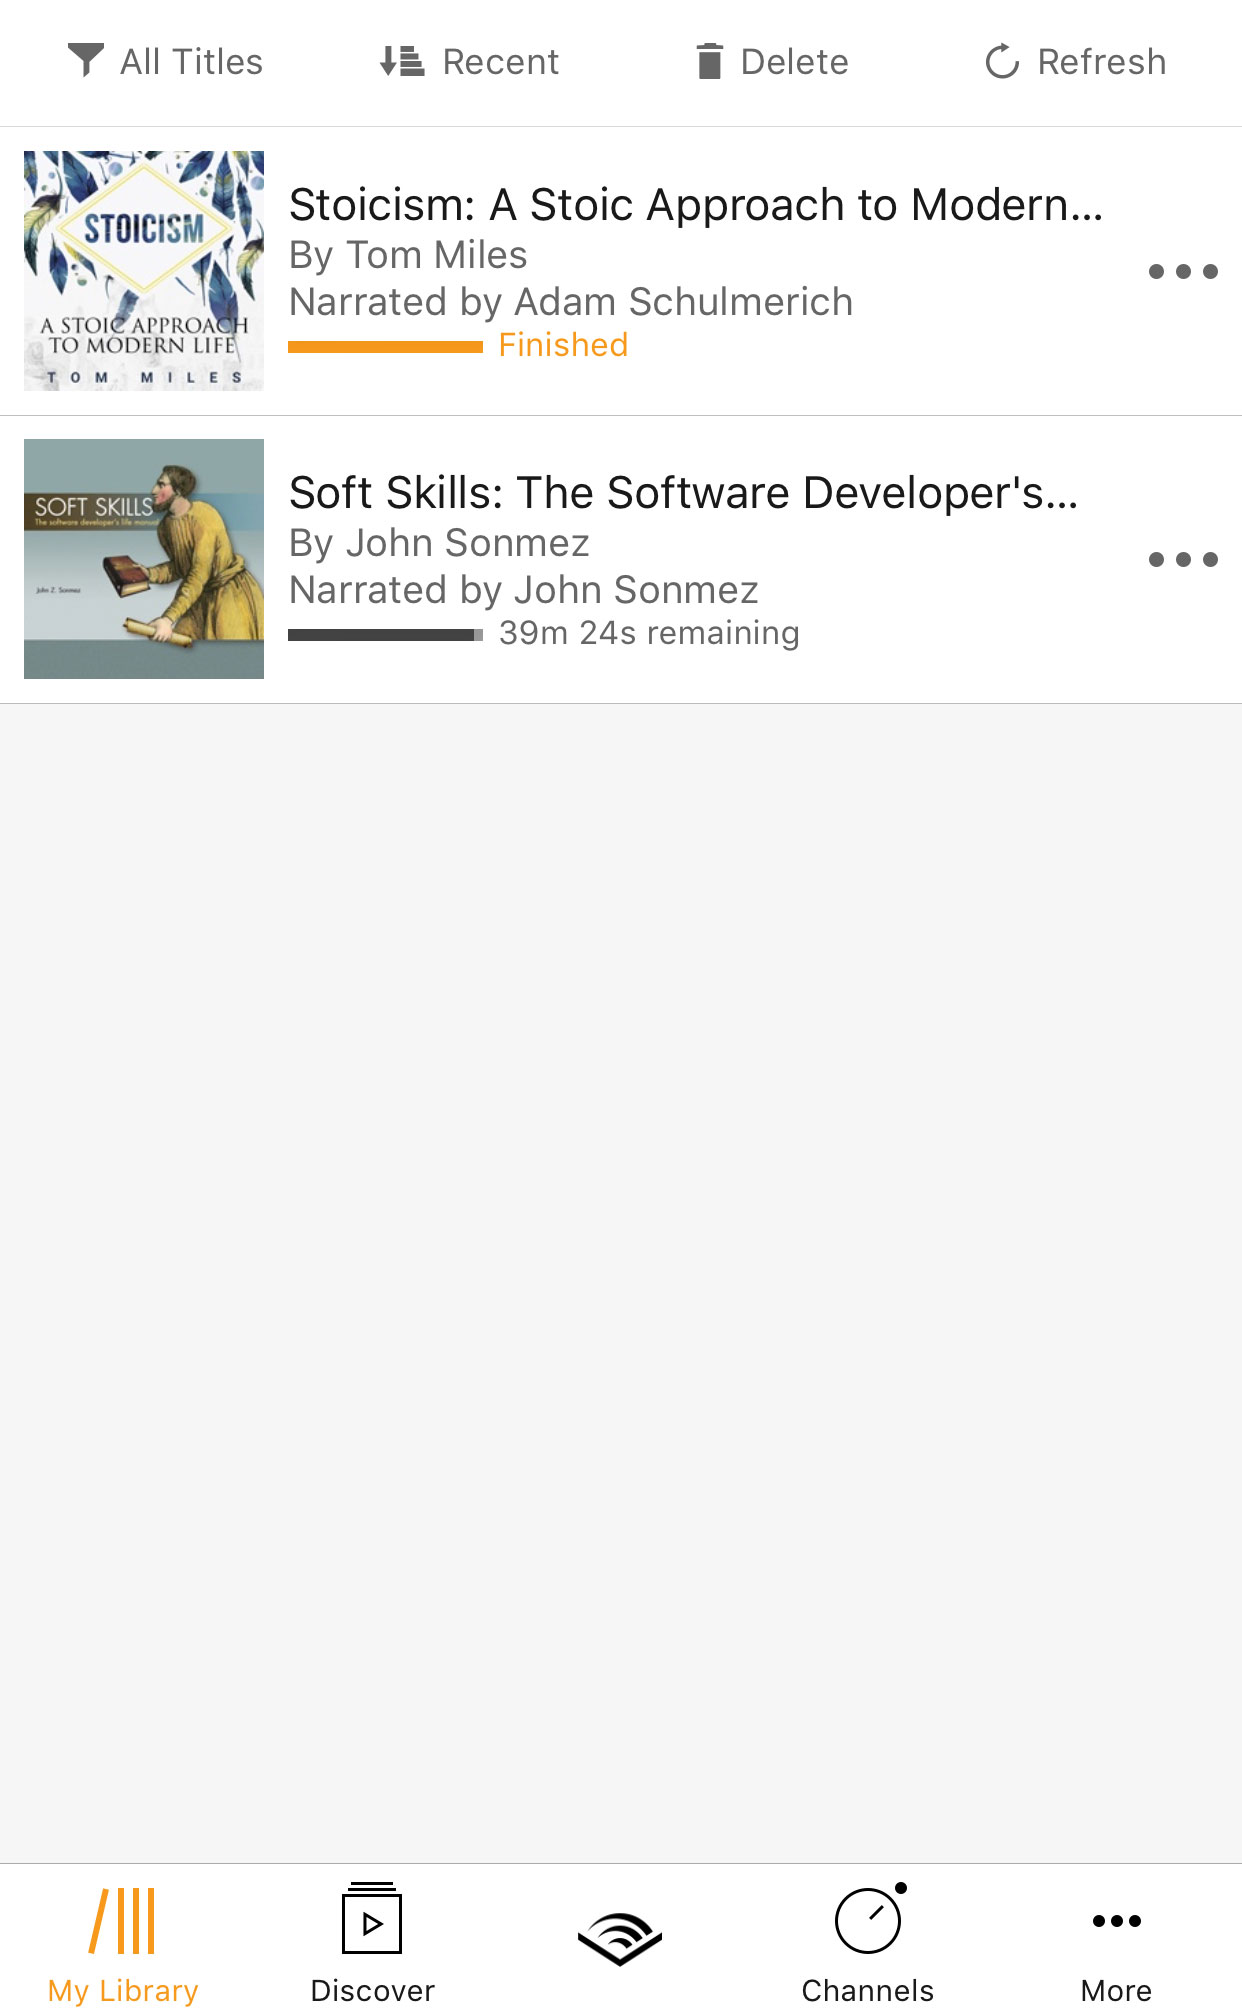 All Titles Recent Delete Refresh
STOICISM
A STOIC APPROACH
TO MODERN LIFE
TOM MILES
Stoicism: A Stoic Approach to Modern...
By Tom Miles
Narrated by Adam Schulmerich
Finished
SOFT SKILLS
The software developer's life manual
John Z. Sonmez
Soft Skills: The Software Developer's...
By John Sonmez
Narrated by John Sonmez
39m 24s remaining
My Library Discover Channels More